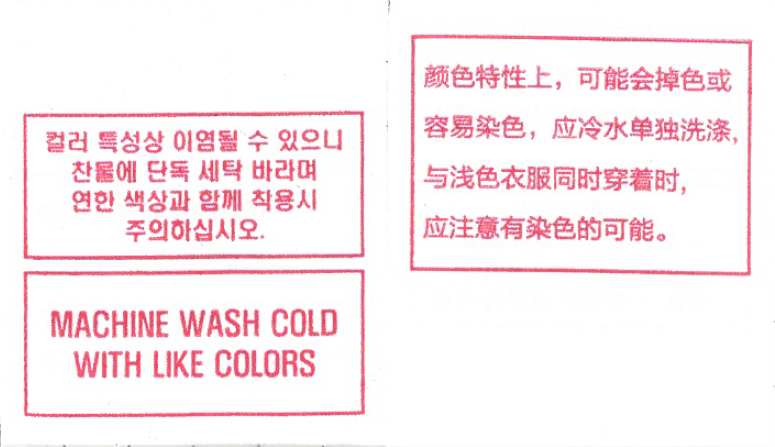 컬러 특성상 이염될 수 있으니
찬물에 단독 세탁 바라며
연한 색상과 함께 착용시
주의하십시오.
MACHINE WASH COLD
WITH LIKE COLORS
颜色特性上，可能会掉色或
容易染色，应冷水单独洗涤,
与浅色衣服同时穿着时,
应注意有染色的可能。